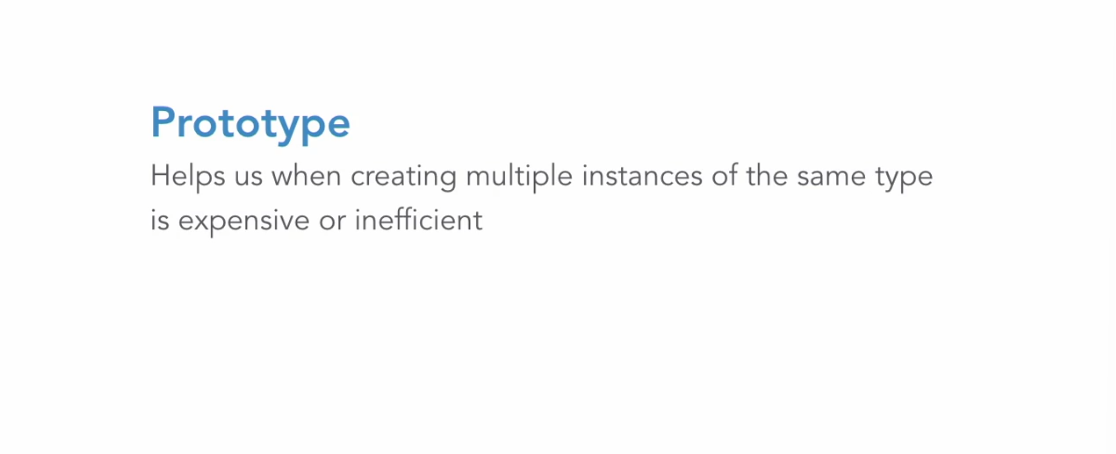 Prototype
Helps us when creating multiple instances of the same type
is expensive or inefficient